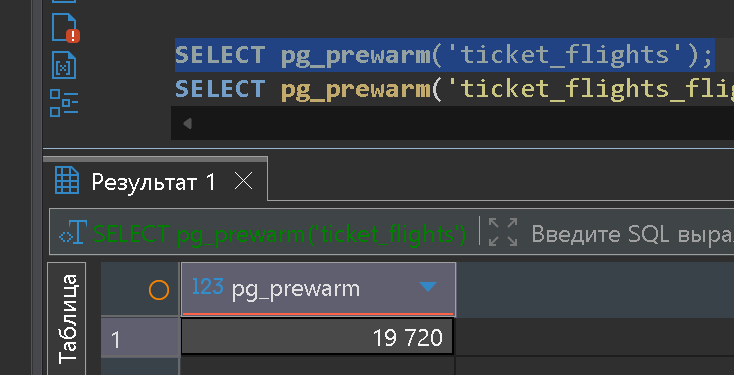 SELECT pg_prewarm('ticket_flights');
SELECT pg_prewarm('ticket_flights_flig
Результат 1
SELECT pg_prewarm('ticket_flights')
Введите SQL выра
Таблица
123 pg_prewarm
1
19 720